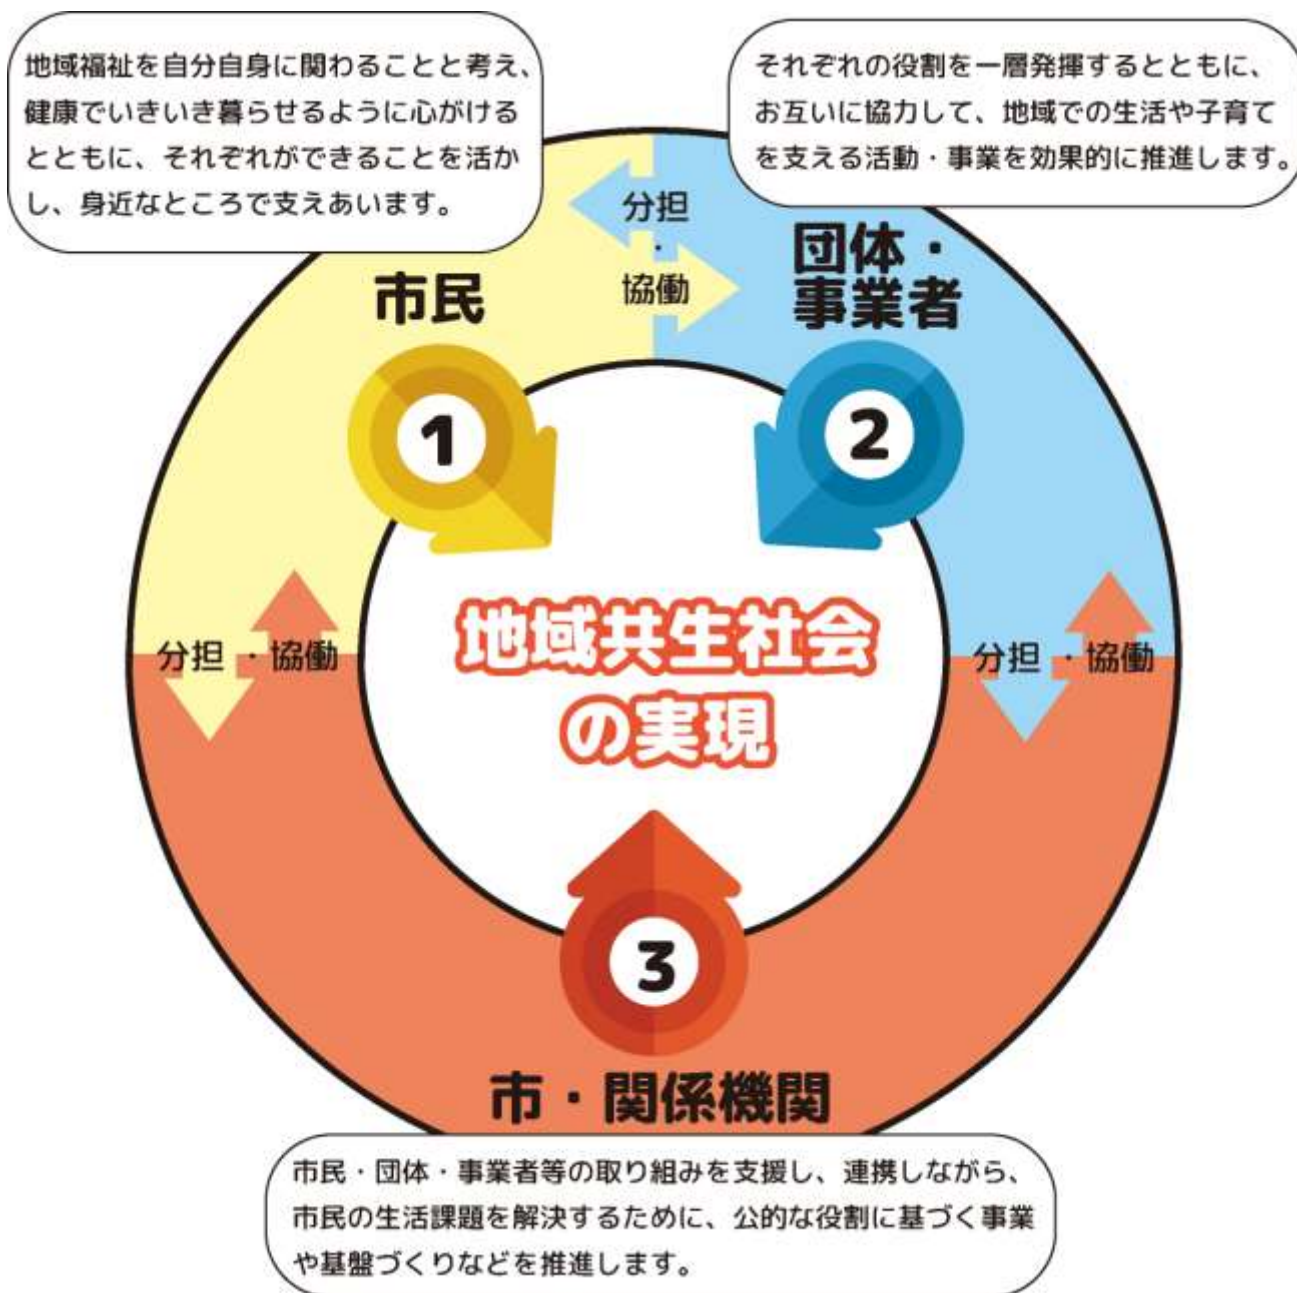 地域福祉を自分自身に関わることと考え、
健康でいきいき暮らせるように心がける
とともに、それぞれができることを活か
し、身近なところで支えあいます。
それぞれの役割を一層発揮するとともに、
お互いに協力して、地域での生活や子育て
を支える活動・事業を効果的に推進します。
分担
・
協働
市民
団体・
事業者
1
2
分担・協働
分担・協働
地域共生社会
の実現
3
市・関係機関
市民・団体・事業者等の取り組みを支援し、連携しながら、
市民の生活課題を解決するために、公的な役割に基づく事業
や基盤づくりなどを推進します。